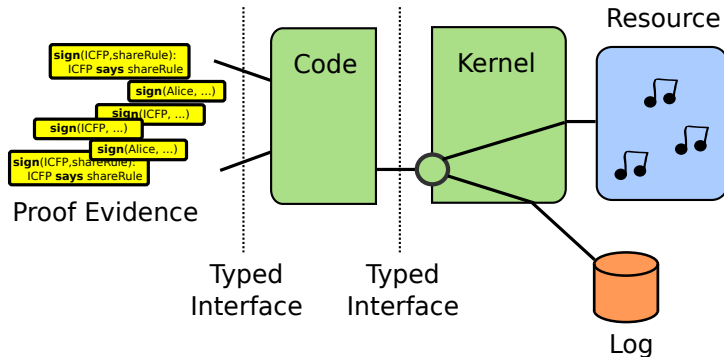 Resource
sign(ICFP,shareRule):
ICFP says shareRule
Code
Kernel
sign(Alice, ...)
sign(ICFP, ...)
sign(ICFP, ...)
sign(Alice, ...)
sign(ICFP,shareRule):
ICFP says shareRule
Proof Evidence
Typed
Interface
Typed
Interface
Log